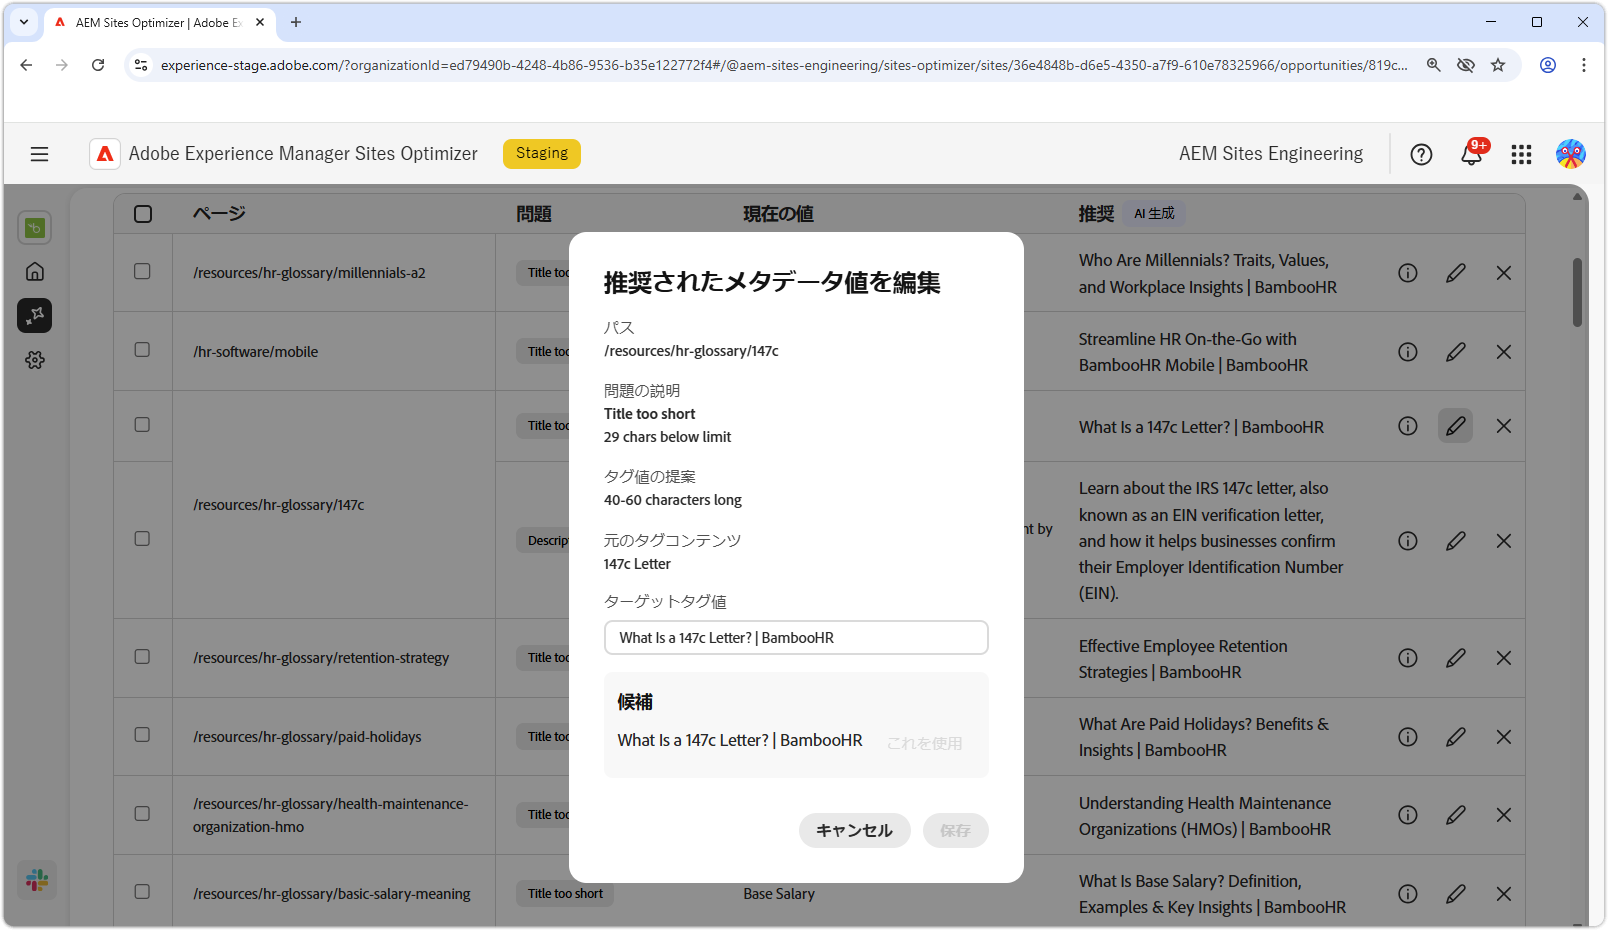 AEM Sites Optimizer | Adobe Ex
experience-stage.adobe.com/?organizationId=ed79490b-4248-4b86-9536-b35e122772f4#/@aem-sites-engineering/sites-optimizer/sites/36e4848b-d6e5-4350-a7f9-610e78325966/opportunities/819c...
Adobe Experience Manager Sites Optimizer
Staging
AEM Sites Engineering
9+
ページ
問題
現在の値
推奨
AI 生成
/resources/hr-glossary/millennials-a2
Title too
Who Are Millennials? Traits, Values,
and Workplace Insights | BambooHR
/hr-software/mobile
Title too
Streamline HR On-the-Go with
BambooHR Mobile | BambooHR
/resources/hr-glossary/147c
Title too
What Is a 147c Letter? | BambooHR
Descrip
nt by
Learn about the IRS 147c letter, also
known as an EIN verification letter,
and how it helps businesses confirm
their Employer Identification Number
(EIN).
/resources/hr-glossary/retention-strategy
Title too
Effective Employee Retention
Strategies | BambooHR
/resources/hr-glossary/paid-holidays
Title too
What Are Paid Holidays? Benefits &
Insights | BambooHR
/resources/hr-glossary/health-maintenance-
organization-hmo
Title too
Understanding Health Maintenance
Organizations (HMOs) | BambooHR
/resources/hr-glossary/basic-salary-meaning
Title too short
Base Salary
What Is Base Salary? Definition,
Examples & Key Insights | BambooHR
推奨されたメタデータ値を編集
パス
/resources/hr-glossary/147c
問題の説明
Title too short
29 chars below limit
タグ値の提案
40-60 characters long
元のタグコンテンツ
147c Letter
ターゲットタグ値
What Is a 147c Letter? | BambooHR
候補
What Is a 147c Letter? | BambooHR
これを使用
キャンセル
保存